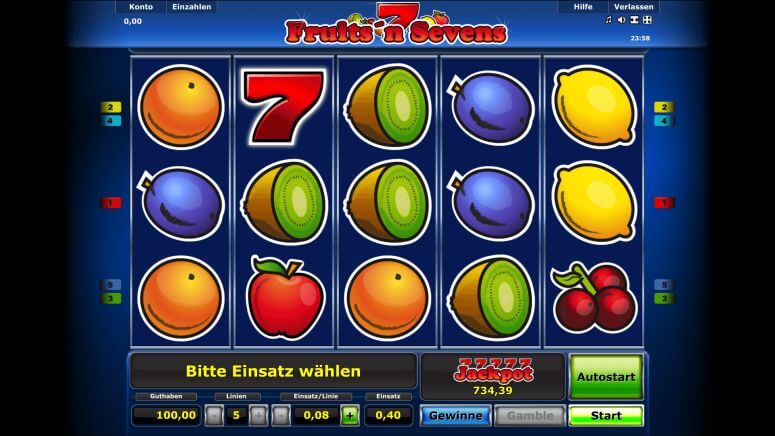 Konto Einzahlen Hilfe Verlassen
0,00
7
Fruits'n Sevens
23:58
7
2 2
4 4
1 1
5 5
3 3
Bitte Einsatz wählen
77777
Jackpot
734,39
Autostart
Guthaben Linien Einsatz/Linie Einsatz
100,00 - 5 + - 0,08 + 0,40
Gewinne Gamble Start